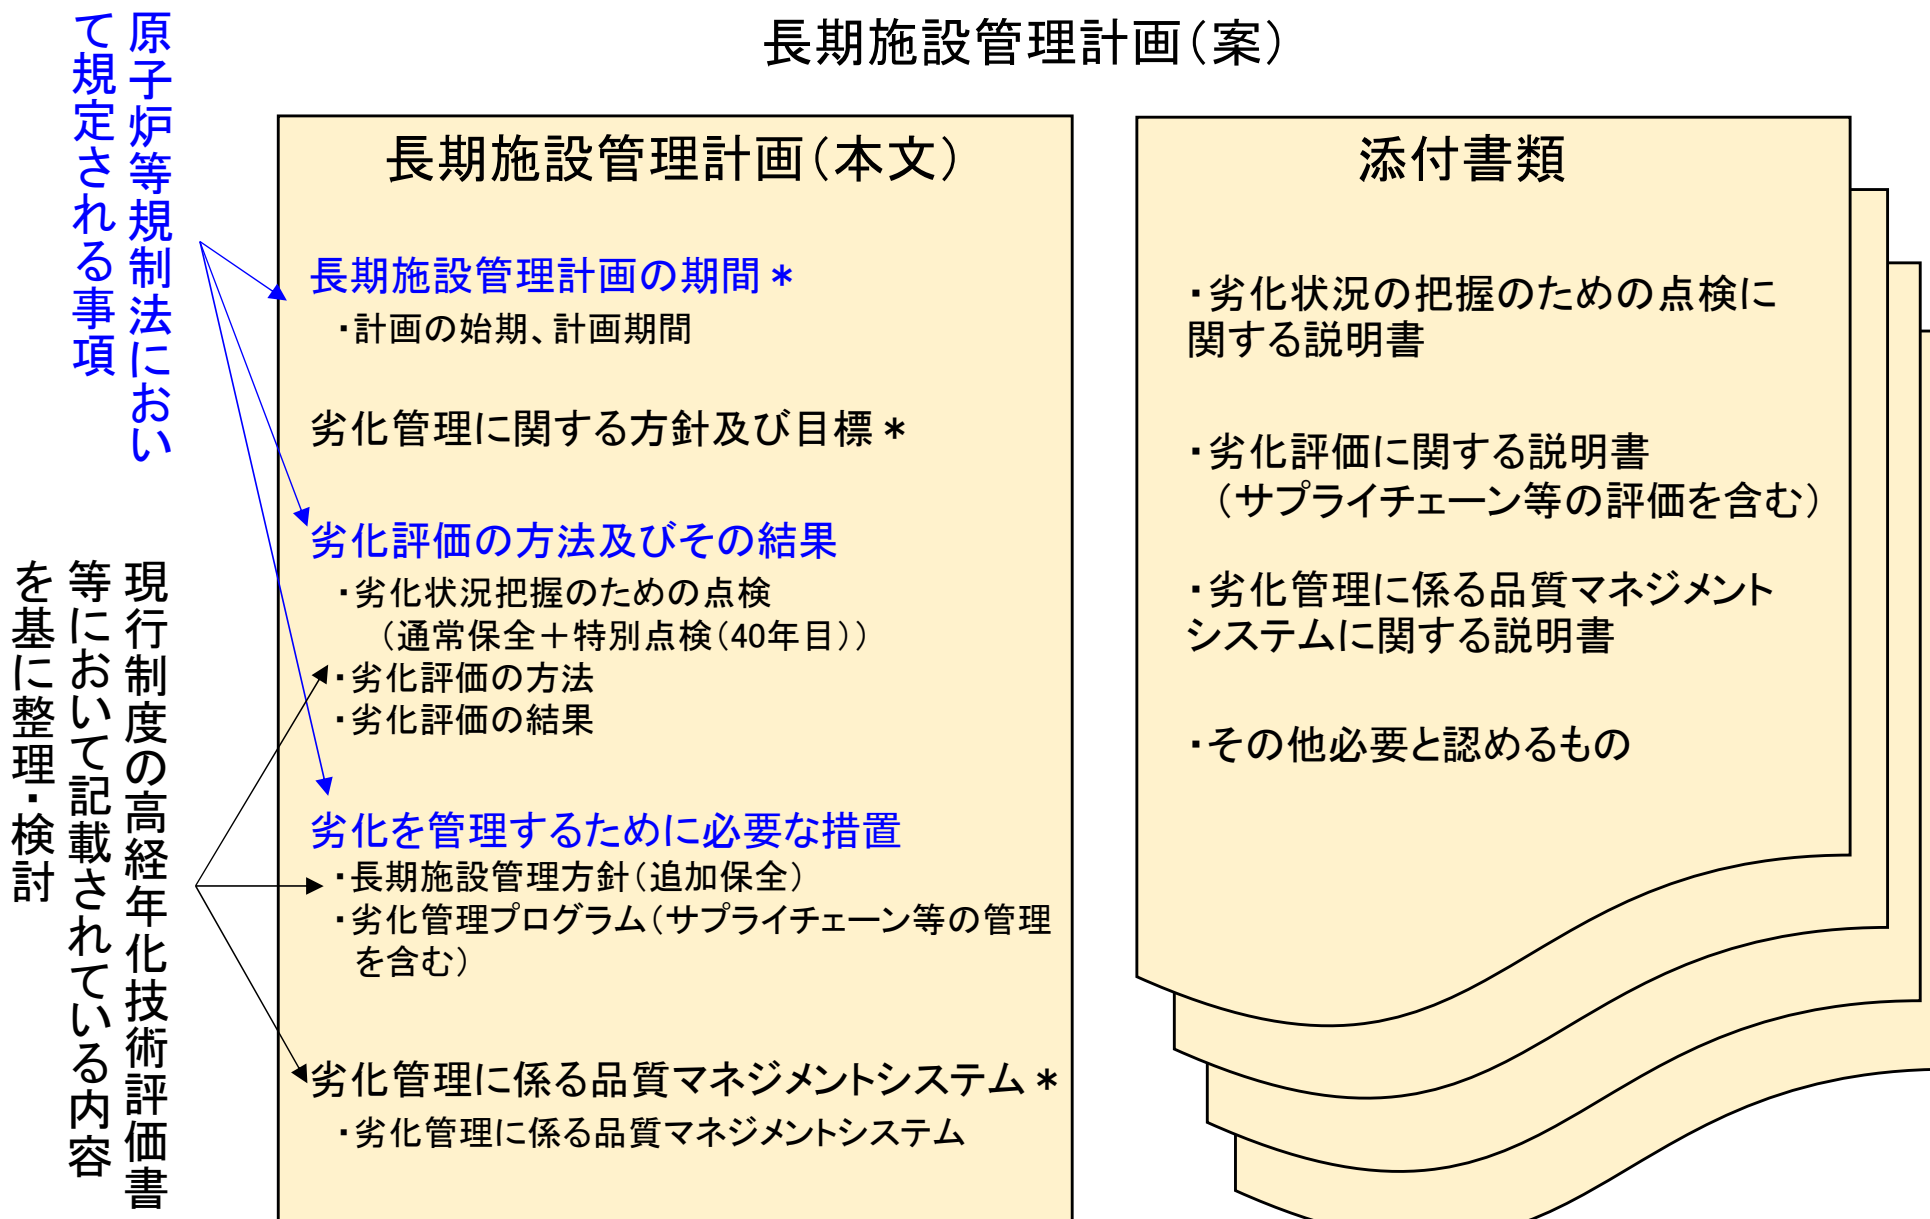 長期施設管理計画（案）
原子炉等規制法におい
て規定される事項
現行制度の高経年化技術評価書
等において記載されている内容
を基に整理・検討
長期施設管理計画（本文）
長期施設管理計画の期間＊
・計画の始期、計画期間
劣化管理に関する方針及び目標＊
劣化評価の方法及びその結果
・劣化状況把握のための点検
（通常保全＋特別点検（40年目））
・劣化評価の方法
・劣化評価の結果
劣化を管理するために必要な措置
・長期施設管理方針（追加保全）
・劣化管理プログラム（サプライチェーン等の管理
を含む）
劣化管理に係る品質マネジメントシステム＊
・劣化管理に係る品質マネジメントシステム
添付書類
・劣化状況の把握のための点検に
関する説明書
・劣化評価に関する説明書
（サプライチェーン等の評価を含む）
・劣化管理に係る品質マネジメント
システムに関する説明書
・その他必要と認めるもの